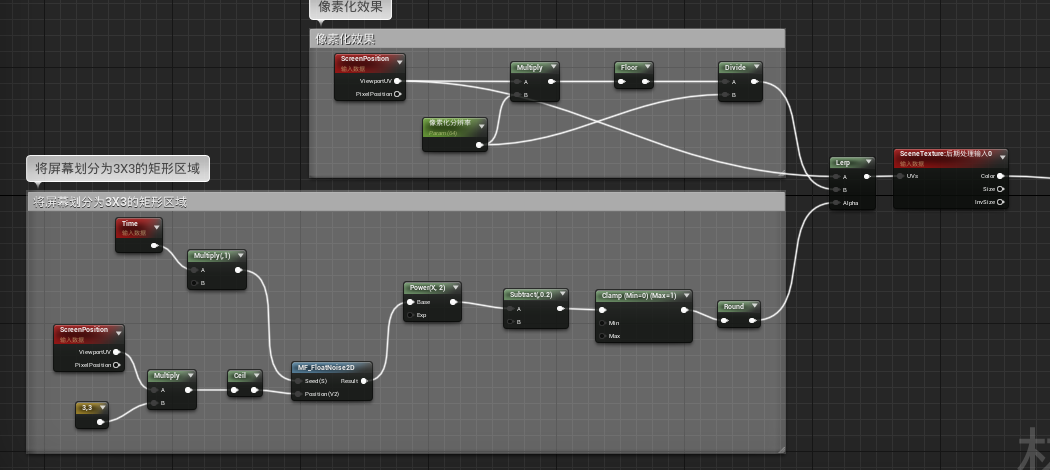 像素化效果
像素化效果
ScreenPosition
输入数据
ViewportUV
PixelPosition
Multiply
A
B
Floor
Divide
A
B
像素化分辨率
Param (64)
将屏幕划分为3X3的矩形区域
将屏幕划分为3X3的矩形区域
Lerp
A
B
Alpha
SceneTexture:后期处理输入0
输入数据
UVs
Color
Size
InvSize
Time
输入数据
Multiply(,1)
A
B
Power(X, 2)
Base
Exp
Subtract(,0.2)
A
B
Clamp (Min=0) (Max=1)
Min
Max
Round
ScreenPosition
输入数据
ViewportUV
PixelPosition
Multiply
A
B
Ceil
MF_FloatNoise2D
Seed(S)
Result
Position(V2)
3,3